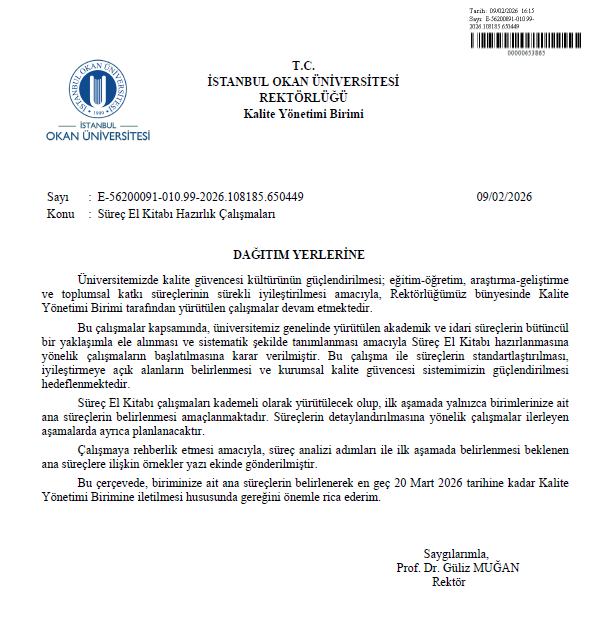 Tarih: 09/02/2026 16:15
Sayı: E-56200091-010.99-
2026.108185.650449
00000653865
T.C.
İSTANBUL OKAN ÜNİVERSİTESİ
REKTÖRLÜĞÜ
Kalite Yönetimi Birimi
İSTANBUL OKAN ÜNİVERSİTESİ
1999
İSTANBUL
OKAN ÜNİVERSİTESİ
Sayı : E-56200091-010.99-2026.108185.650449 09/02/2026
Konu : Süreç El Kitabı Hazırlık Çalışmaları
DAĞITIM YERLERİNE
Üniversitemizde kalite güvencesi kültürünün güçlendirilmesi; eğitim-öğretim, araştırma-geliştirme
ve toplumsal katkı süreçlerinin sürekli iyileştirilmesi amacıyla, Rektörlüğümüz bünyesinde Kalite
Yönetimi Birimi tarafından yürütülen çalışmalar devam etmektedir.
Bu çalışmalar kapsamında, üniversitemiz genelinde yürütülen akademik ve idari süreçlerin bütüncül
bir yaklaşımla ele alınması ve sistematik şekilde tanımlanması amacıyla Süreç El Kitabı hazırlanmasına
yönelik çalışmaların başlatılmasına karar verilmiştir. Bu çalışma ile süreçlerin standartlaştırılması,
iyileştirmeye açık alanların belirlenmesi ve kurumsal kalite güvencesi sistemimizin güçlendirilmesi
hedeflenmektedir.
Süreç El Kitabı çalışmaları kademeli olarak yürütülecek olup, ilk aşamada yalnızca birimlerinize ait
ana süreçlerin belirlenmesi amaçlanmaktadır. Süreçlerin detaylandırılmasına yönelik çalışmalar ilerleyen
aşamalarda ayrıca planlanacaktır.
Çalışmaya rehberlik etmesi amacıyla, süreç analizi adımları ile ilk aşamada belirlenmesi beklenen
ana süreçlere ilişkin örnekler yazı ekinde gönderilmiştir.
Bu çerçevede, biriminize ait ana süreçlerin belirlenerek en geç 20 Mart 2026 tarihine kadar Kalite
Yönetimi Birimine iletilmesi hususunda gereğini önemle rica ederim.
Saygılarımla,
Prof. Dr. Güliz MUĞAN
Rektör